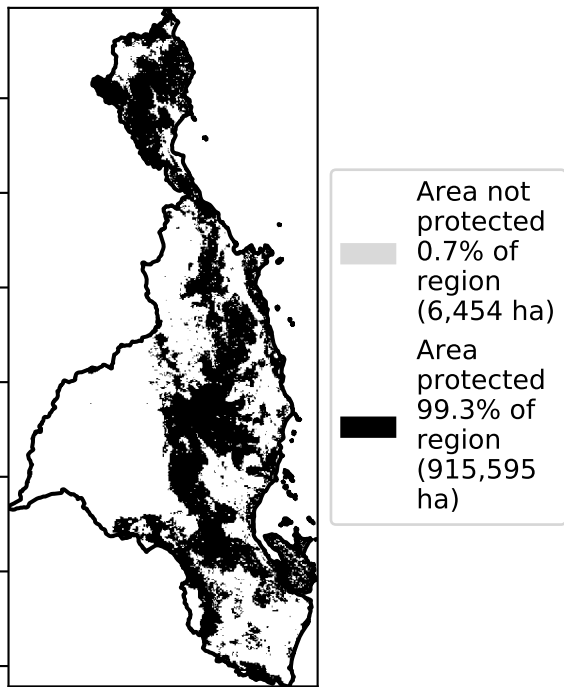 Area not
protected
0.7% of
region
(6,454 ha)
Area
protected
99.3% of
region
(915,595
ha)